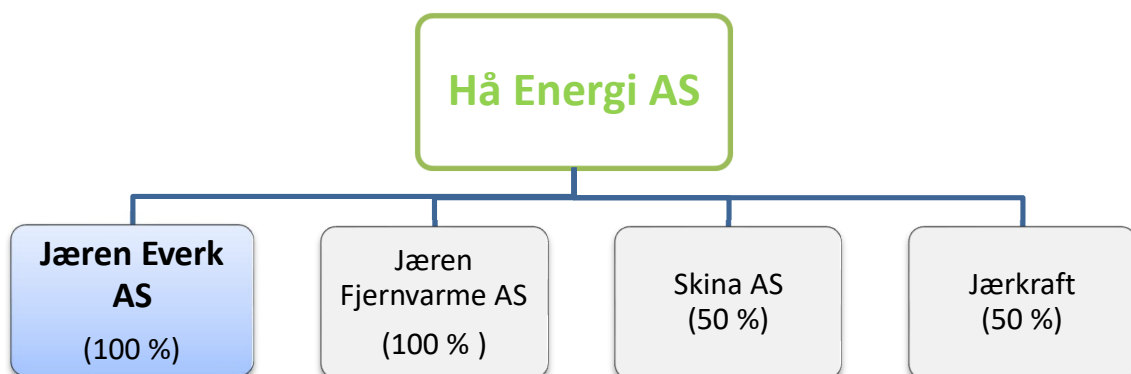 Hå Energi AS
Jæren Everk
AS
(100 %)
Jæren
Fjernvarme AS
(100 % )
Skina AS
(50 %)
Jærkraft
(50 %)